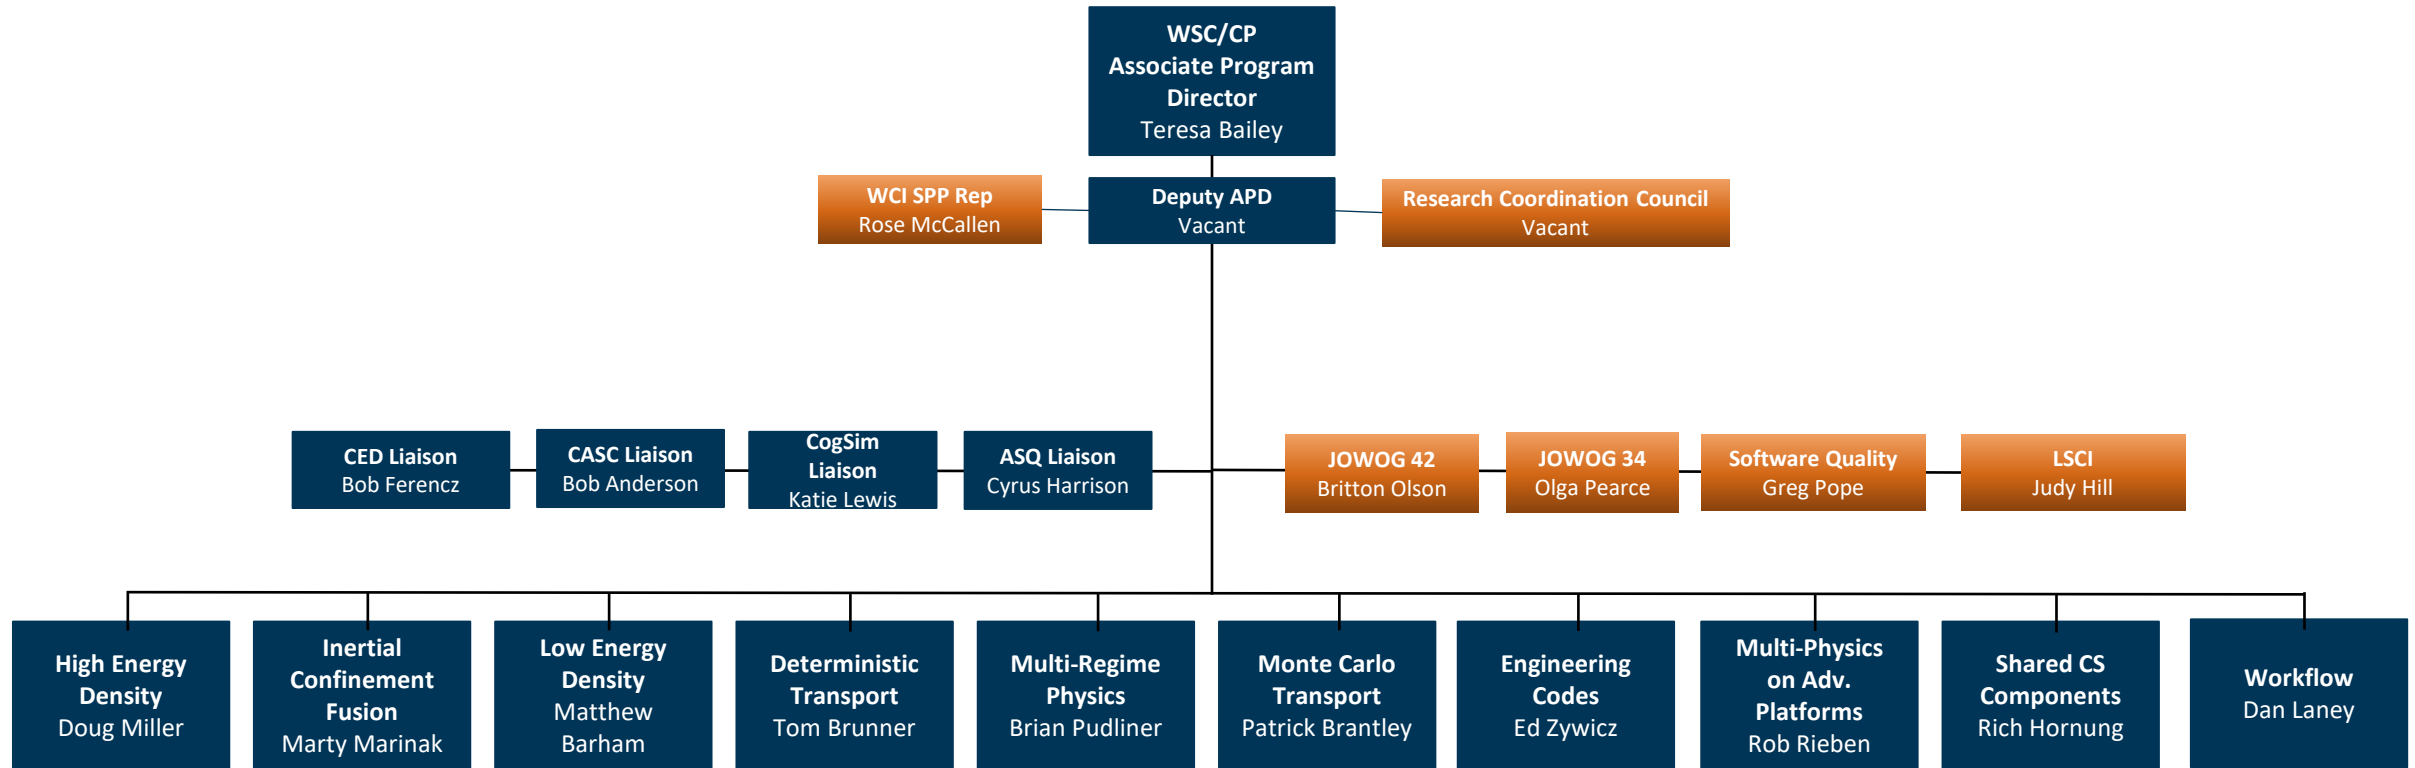 WSC/CP
Associate Program
Director
Teresa Bailey
WCI SPP Rep
Rose McCallen
Deputy APD
Vacant
Research Coordination Council
Vacant
CED Liaison
Bob Ferencz
CASC Liaison
Bob Anderson
CogSim
Liaison
Katie Lewis
ASQ Liaison
Cyrus Harrison
JOWOG 42
Britton Olson
JOWOG 34
Olga Pearce
Software Quality
Greg Pope
LSCI
Judy Hill
High Energy
Density
Doug Miller
Inertial
Confinement
Fusion
Marty Marinak
Low Energy
Density
Matthew
Barham
Deterministic
Transport
Tom Brunner
Multi-Regime
Physics
Brian Pudliner
Monte Carlo
Transport
Patrick Brantley
Engineering
Codes
Ed Zywicz
Multi-Physics
on Adv.
Platforms
Rob Rieben
Shared CS
Components
Rich Hornung
Workflow
Dan Laney